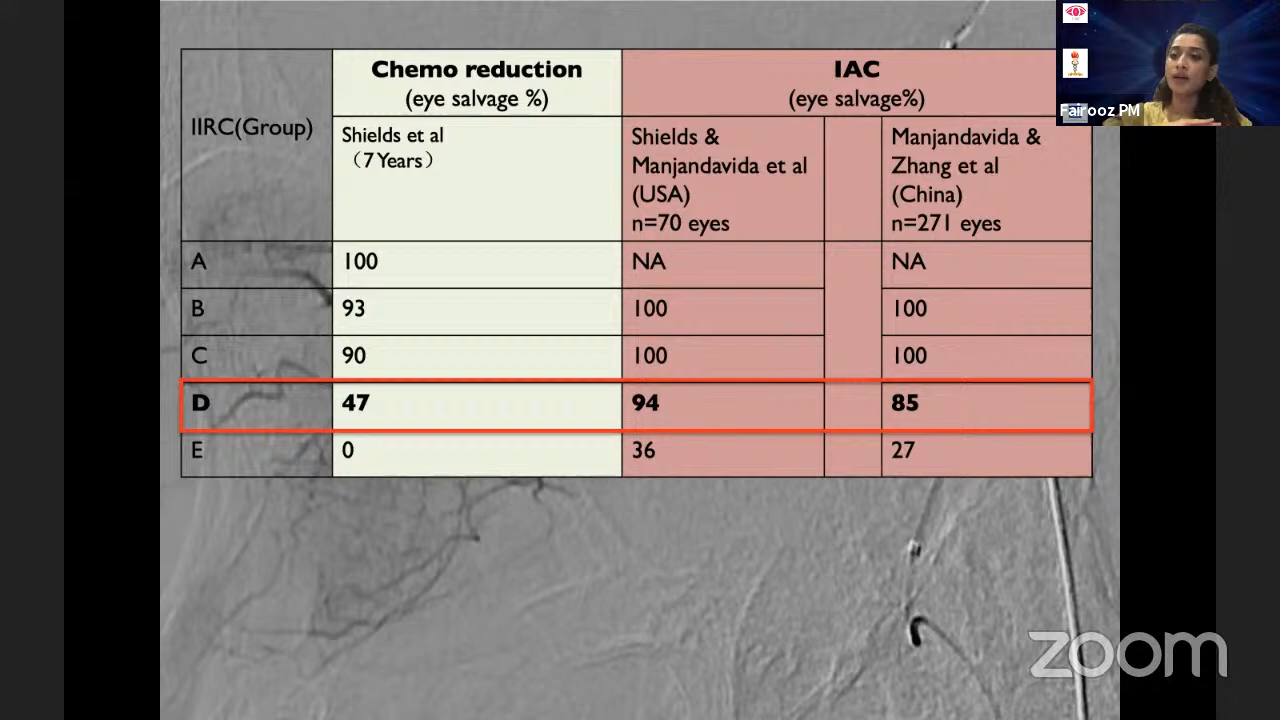 Chemo reduction
(eye salvage %)
IAC
(eye salvage%)
IIRC(Group)
Shields et al
（7 Years）
Shields &
Manjandavida et al
(USA)
n=70 eyes
Manjandavida &
Zhang et al
(China)
n=271 eyes
A 100 NA NA
B 93 100 100
C 90 100 100
D 47 94 85
E 0 36 27
Fairooz PM
zoom